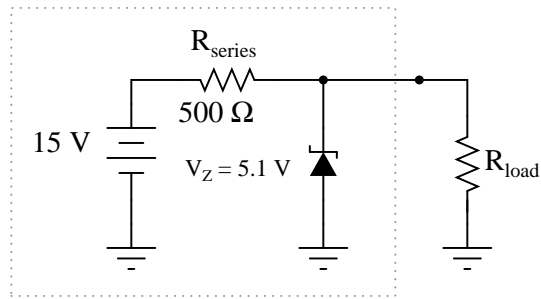 R_series
500 Ω
15 V
V_Z = 5.1 V
R_load